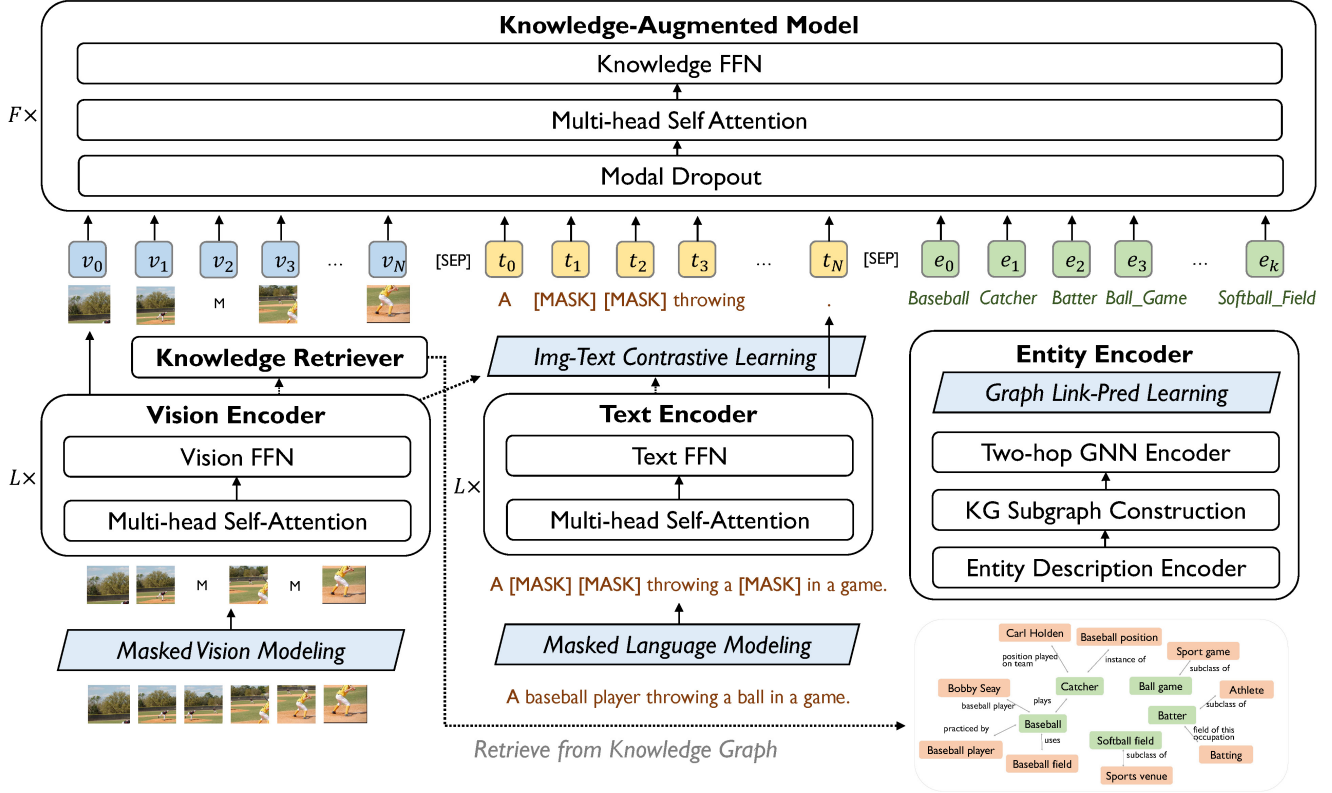 Knowledge-Augmented Model
Knowledge FFN
F×
Multi-head Self Attention
Modal Dropout
v0 v1 v2 v3 ... vN [SEP] t0 t1 t2 t3 ... tN [SEP] e0 e1 e2 e3 ... ek
M
A [MASK] [MASK] throwing .
Baseball Catcher Batter Ball_Game Softball_Field
Knowledge Retriever
Img-Text Contrastive Learning
Vision Encoder
Vision FFN
L×
Multi-head Self-Attention
M M
Masked Vision Modeling
Text Encoder
Text FFN
L×
Multi-head Self-Attention
A [MASK] [MASK] throwing a [MASK] in a game.
Masked Language Modeling
A baseball player throwing a ball in a game.
Retrieve from Knowledge Graph
Entity Encoder
Graph Link-Pred Learning
Two-hop GNN Encoder
KG Subgraph Construction
Entity Description Encoder
Carl Holden
Baseball position
position played
on team
instance of
Sport game
subclass of
Catcher
Ball game
Bobby Seay
baseball player
plays
Athlete
subclass of
Batter
Baseball
field of this
occupation
practiced by
uses
Softball field
subclass of
Batting
Baseball player
Baseball field
Sports venue